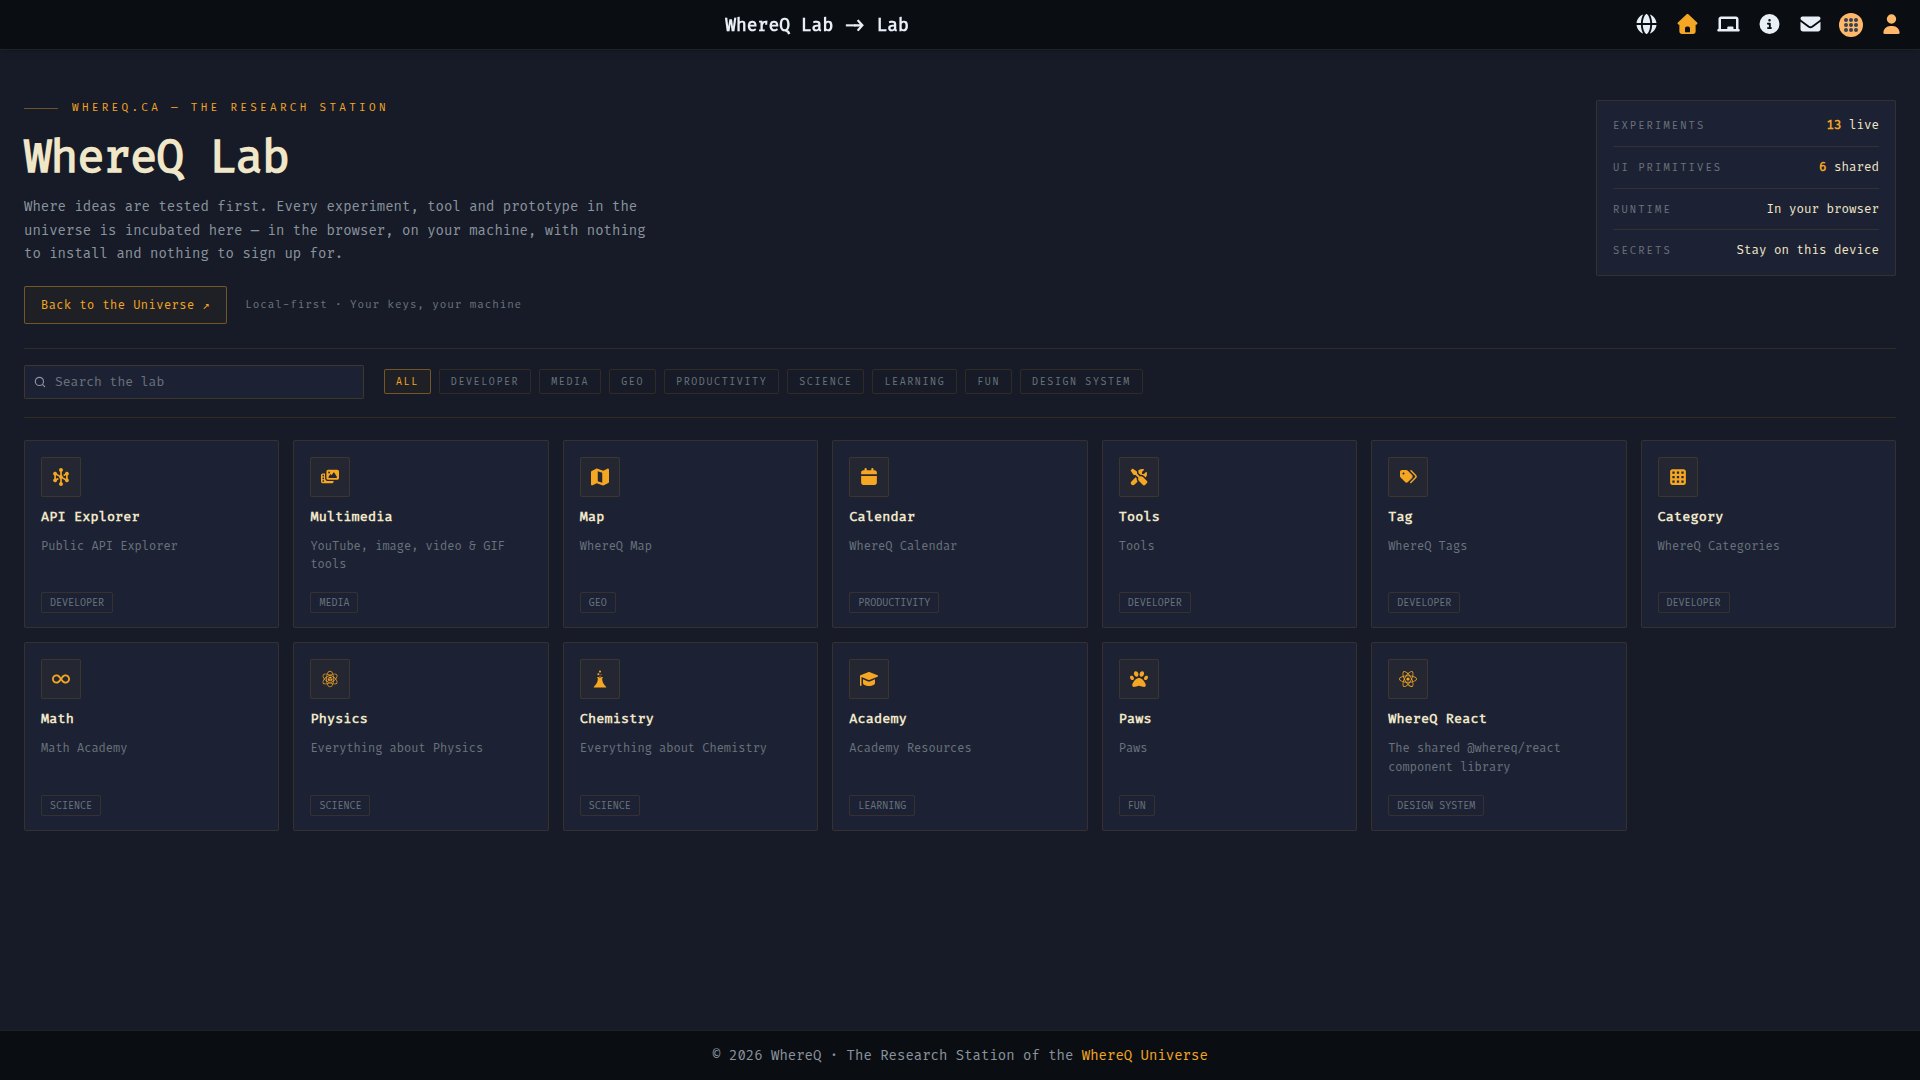 WhereQ Lab → Lab
WHEREQ.CA — THE RESEARCH STATION
WhereQ Lab
Where ideas are tested first. Every experiment, tool and prototype in the
universe is incubated here — in the browser, on your machine, with nothing
to install and nothing to sign up for.
Back to the Universe ↗
Local-first · Your keys, your machine
EXPERIMENTS 13 live
UI PRIMITIVES 6 shared
RUNTIME In your browser
SECRETS Stay on this device
Search the lab
ALL DEVELOPER MEDIA GEO PRODUCTIVITY SCIENCE LEARNING FUN DESIGN SYSTEM
API Explorer
Public API Explorer
DEVELOPER
Multimedia
YouTube, image, video & GIF
tools
MEDIA
Map
WhereQ Map
GEO
Calendar
WhereQ Calendar
PRODUCTIVITY
Tools
Tools
DEVELOPER
Tag
WhereQ Tags
DEVELOPER
Category
WhereQ Categories
DEVELOPER
Math
Math Academy
SCIENCE
Physics
Everything about Physics
SCIENCE
Chemistry
Everything about Chemistry
SCIENCE
Academy
Academy Resources
LEARNING
Paws
Paws
FUN
WhereQ React
The shared @whereq/react
component library
DESIGN SYSTEM
© 2026 WhereQ · The Research Station of the WhereQ Universe